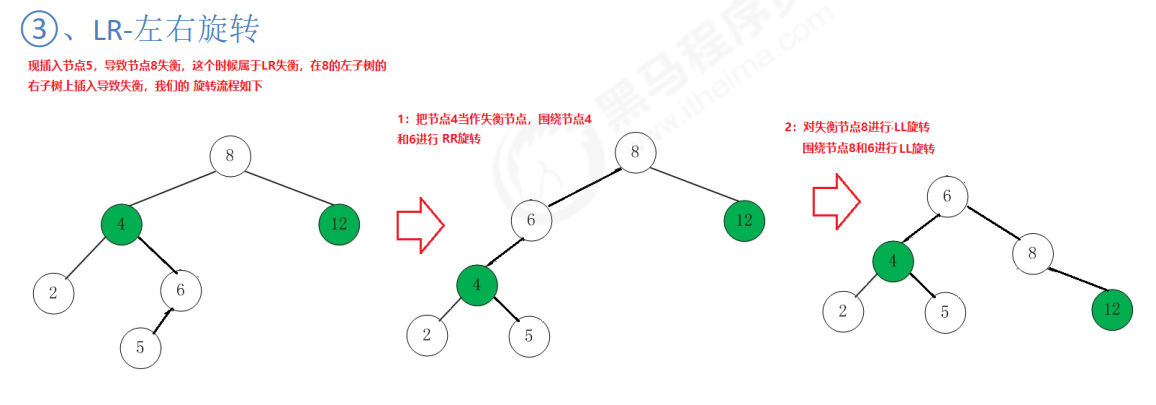 ③、LR-左右旋转
现插入节点5，导致节点8失衡，这个时候属于LR失衡，在8的左子树的
右子树上插入导致失衡，我们的 旋转流程如下
8
4
12
2
6
5
1：把节点4当作失衡节点，围绕节点4
和6进行 RR旋转
8
6
12
4
2
5
2：对失衡节点8进行 LL旋转
围绕节点8和6进行 LL旋转
6
4
8
2
5
12
黑马程序员
www.itheima.com